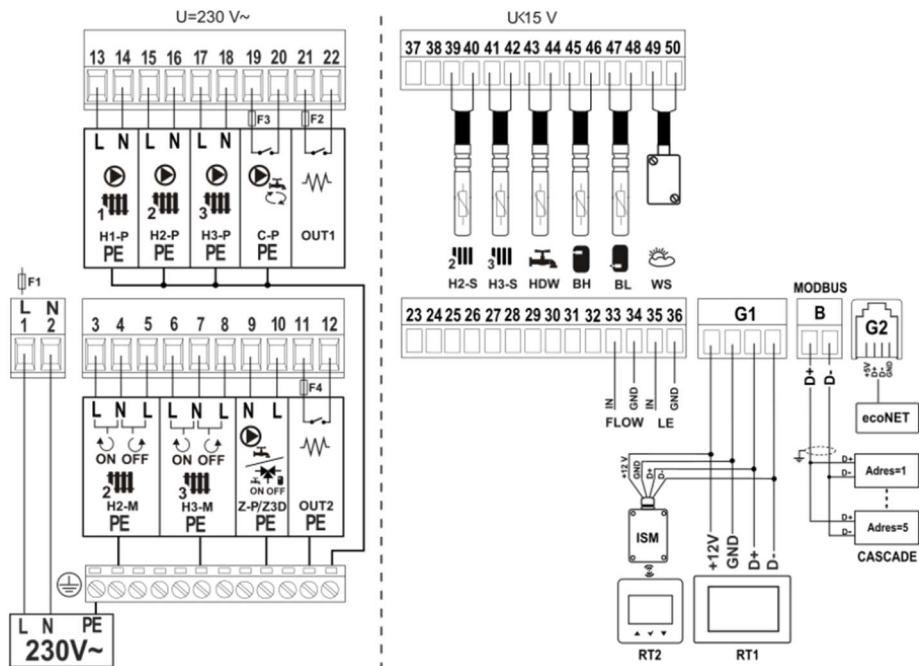 U=230 V~
U<15 V
13 14 15 16 17 18 19 20 21 22
F3 F2
L N L N L N
1 2 3
H1-P H2-P H3-P C-P OUT1
PE PE PE PE
F1
L N
1 2
3 4 5 6 7 8 9 10 11 12
F4
L N L L N L N L
ON OFF ON OFF
ON OFF
2 3
H2-M H3-M Z-P/Z3D OUT2
PE PE PE PE
L N PE
230V~
37 38 39 40 41 42 43 44 45 46 47 48 49 50
2 3
H2-S H3-S HDW BH BL WS
23 24 25 26 27 28 29 30 31 32 33 34 35 36
IN GND IN GND
FLOW LE
G1
MODBUS
B
G2
D+ D-
+5V D+ D- GND
ecoNET
D+
D-
Adres=1
D+
D-
Adres=5
CASCADE
+12 V GND D+ D-
ISM
+12V GND D+ D-
RT2 RT1